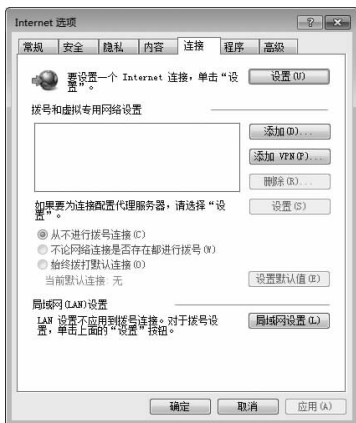 Internet 选项
常规 安全 隐私 内容 连接 程序 高级
要设置一个 Internet 连接，单击“设
置”。
设置(U)
拨号和虚拟专用网络设置
添加(D)...
添加 VPN(P)...
删除(R)...
如果要为连接配置代理服务器，请选择“设
置”。
设置(S)
从不进行拨号连接(C)
不论网络连接是否存在都进行拨号(W)
始终拨打默认连接(O)
当前默认连接: 无
设置默认值(E)
局域网(LAN)设置
LAN 设置不应用到拨号连接。对于拨号设
置，单击上面的“设置”按钮。
局域网设置(L)
确定 取消 应用(A)